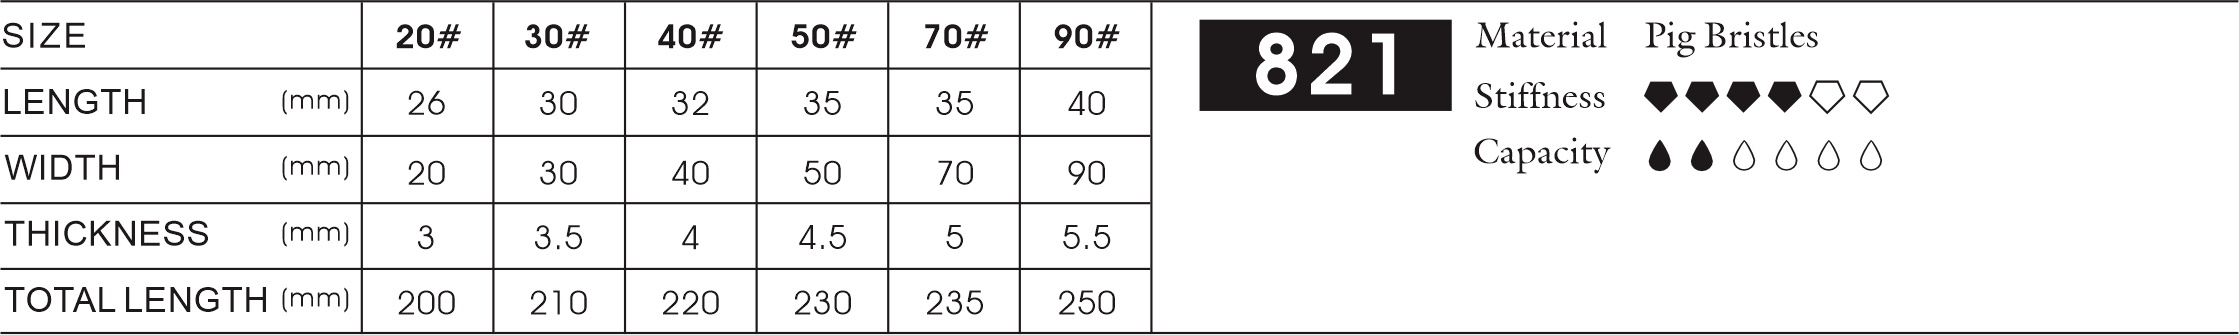 SIZE 20# 30# 40# 50# 70# 90#
LENGTH (mm) 26 30 32 35 35 40
WIDTH (mm) 20 30 40 50 70 90
THICKNESS (mm) 3 3.5 4 4.5 5 5.5
TOTAL LENGTH (mm) 200 210 220 230 235 250
821
Material Pig Bristles
Stiffness
Capacity